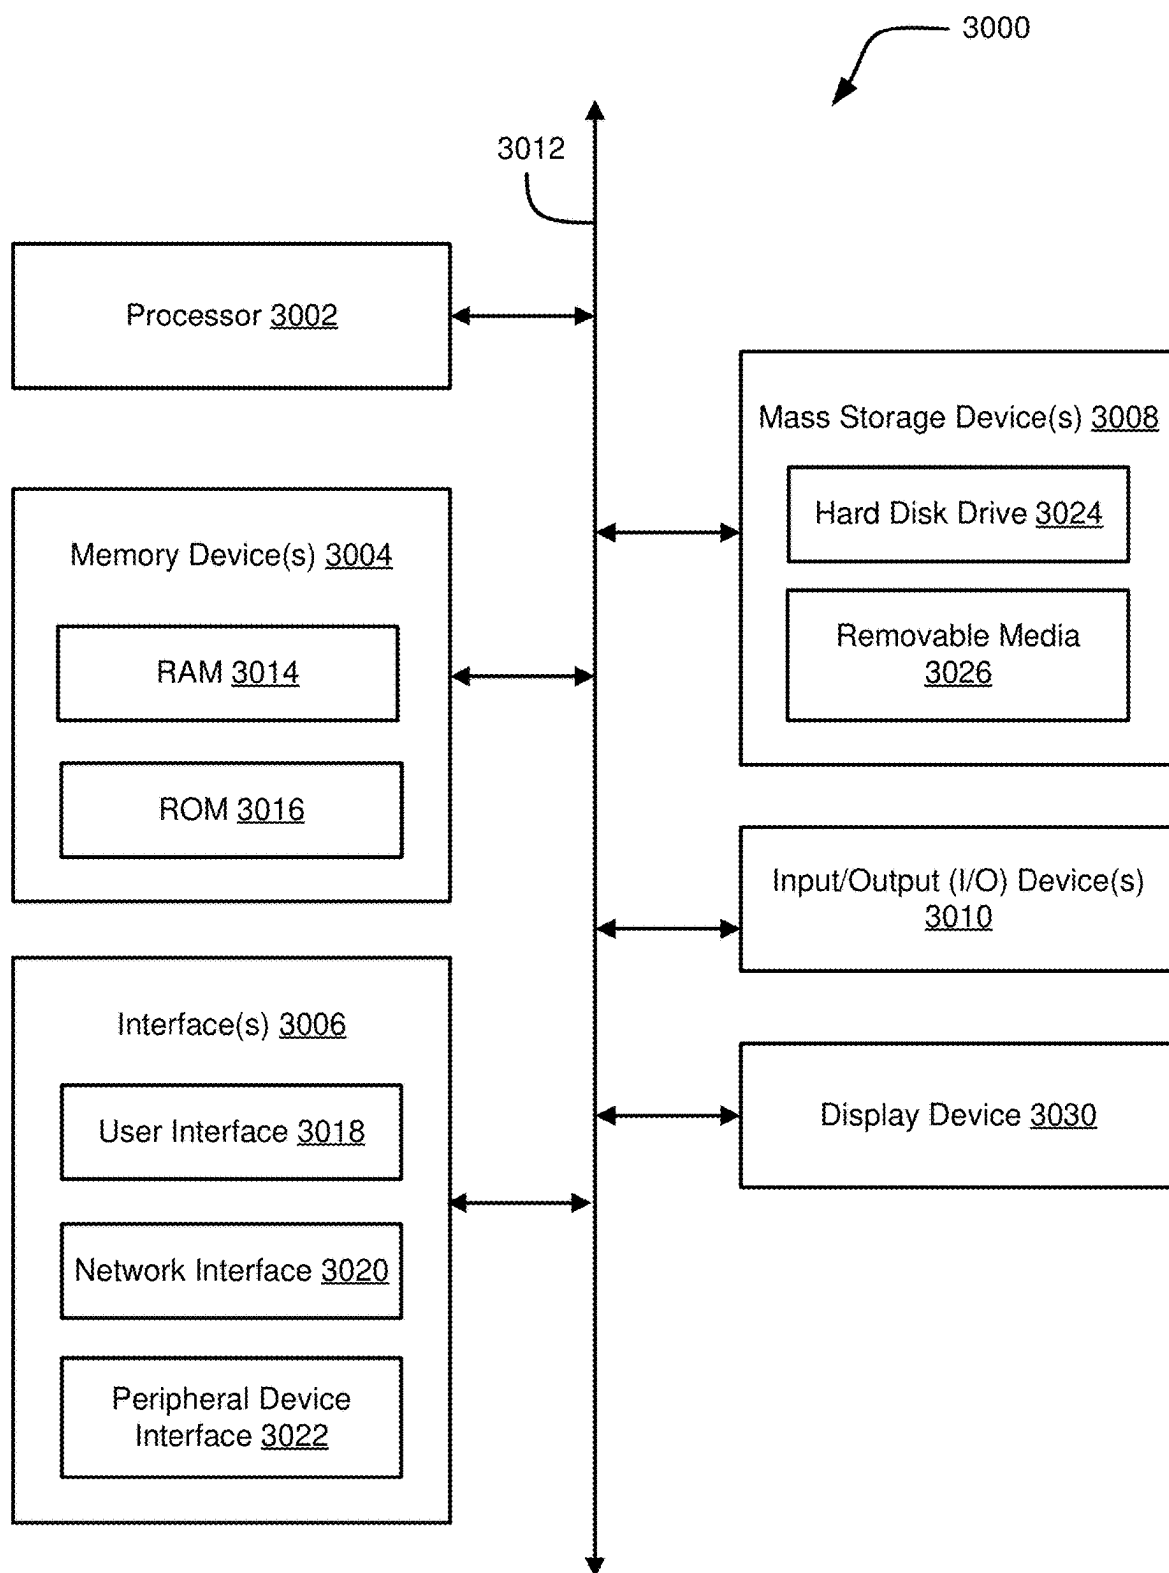 3000
3012
Processor 3002
Memory Device(s) 3004
RAM 3014
ROM 3016
Interface(s) 3006
User Interface 3018
Network Interface 3020
Peripheral Device
Interface 3022
Mass Storage Device(s) 3008
Hard Disk Drive 3024
Removable Media
3026
Input/Output (I/O) Device(s)
3010
Display Device 3030